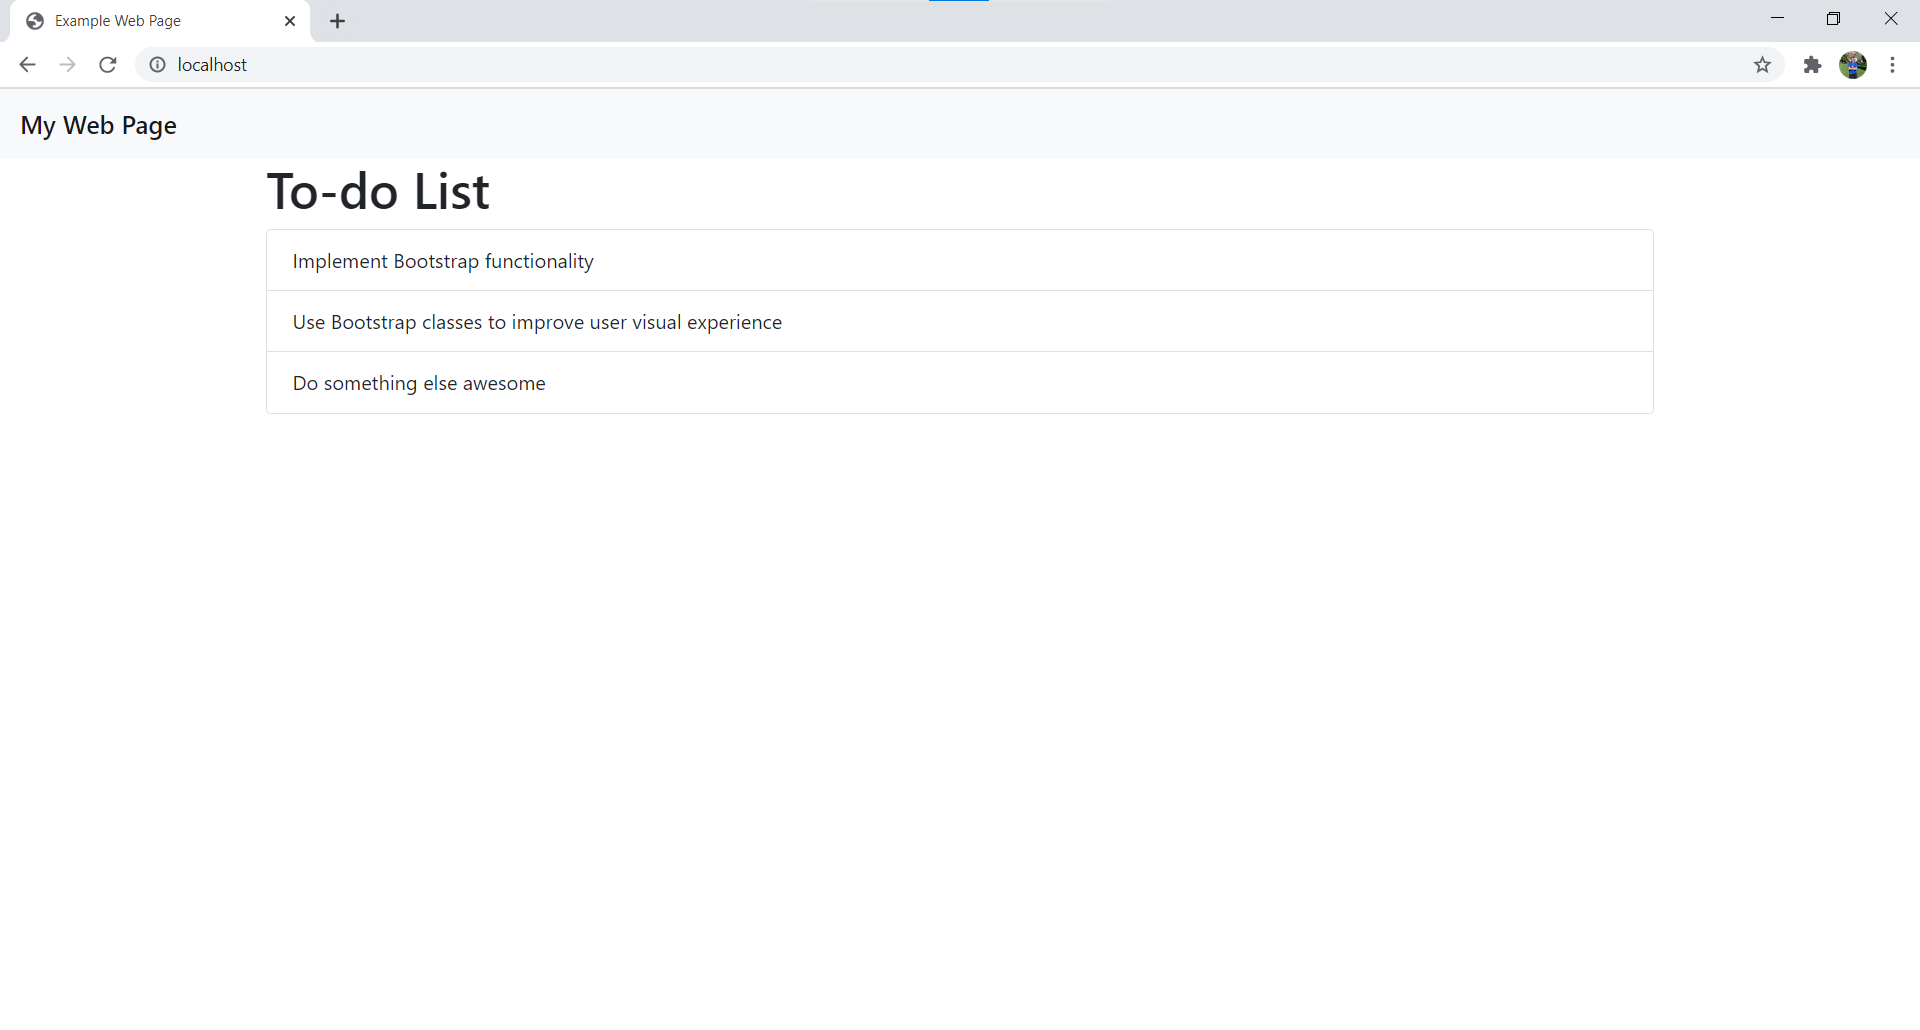 Example Web Page
localhost
My Web Page
To-do List
Implement Bootstrap functionality
Use Bootstrap classes to improve user visual experience
Do something else awesome